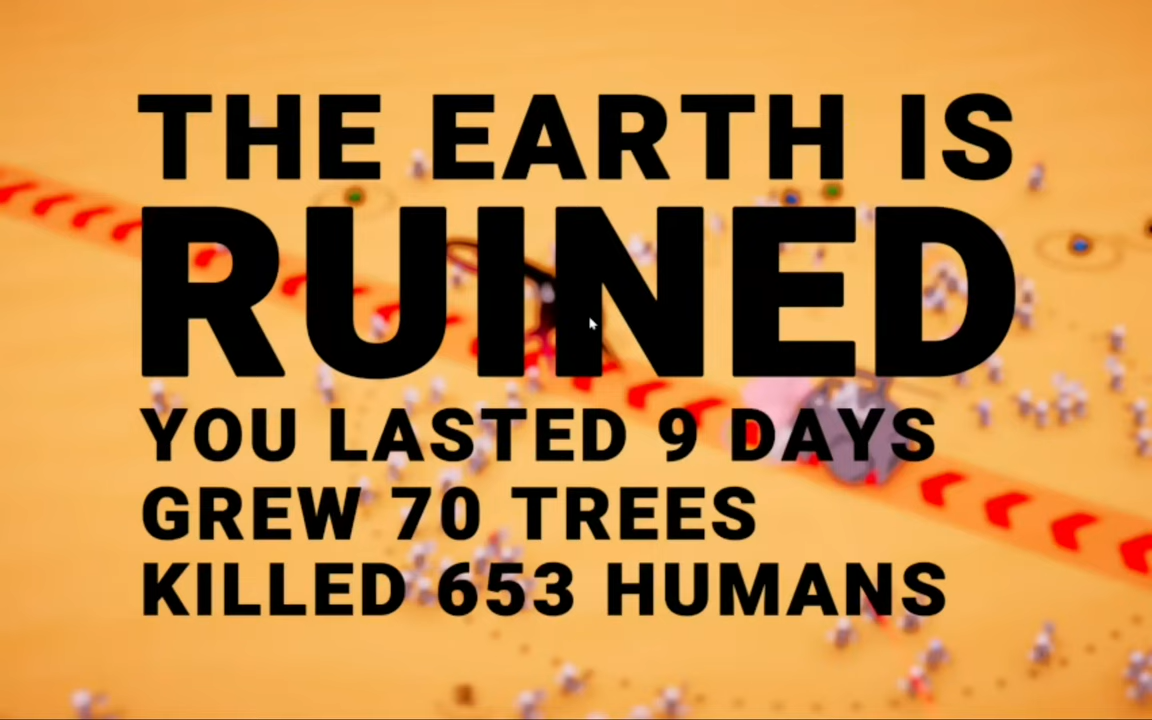 THE EARTH IS
RUINED
YOU LASTED 9 DAYS
GREW 70 TREES
KILLED 653 HUMANS